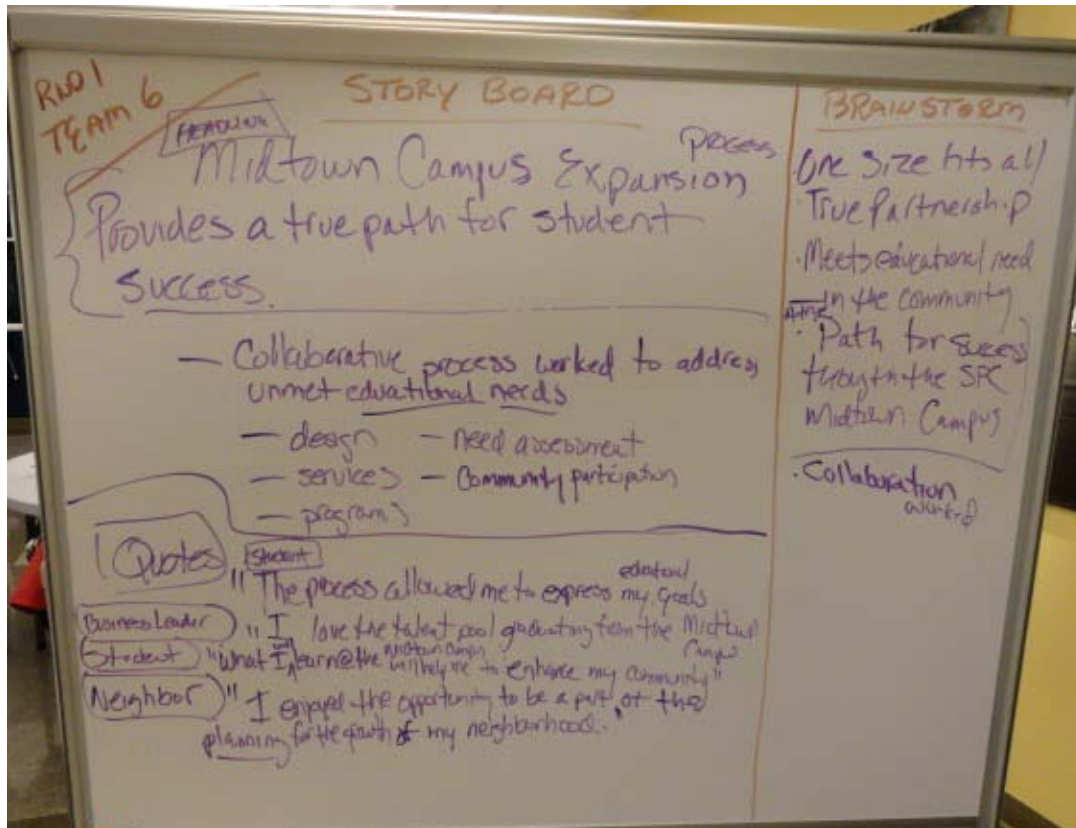 RND 1
TEAM 6
STORY BOARD
HEADLINE
Midtown Campus Expansion Process
Provides a true path for student
success.
— Collaborative process worked to address
unmet educational needs
— design — need assessment
— services — Community participation
— programs
Quotes
Student
" The process allowed me to express my educational goals
Business Leader " I love the talent pool graduating from the Midtown
Campus
Student "What I learn @ the midtown campus will help me to enhance my community"
Neighbor " I enjoyed the opportunity to be a part of the
planning for the growth of my neighborhood.
BRAINSTORM
· One size fits all
· True Partnership
· Meets educational need
in the community
· Path for success
through the SPC
Midtown Campus
· Collaboration
worked